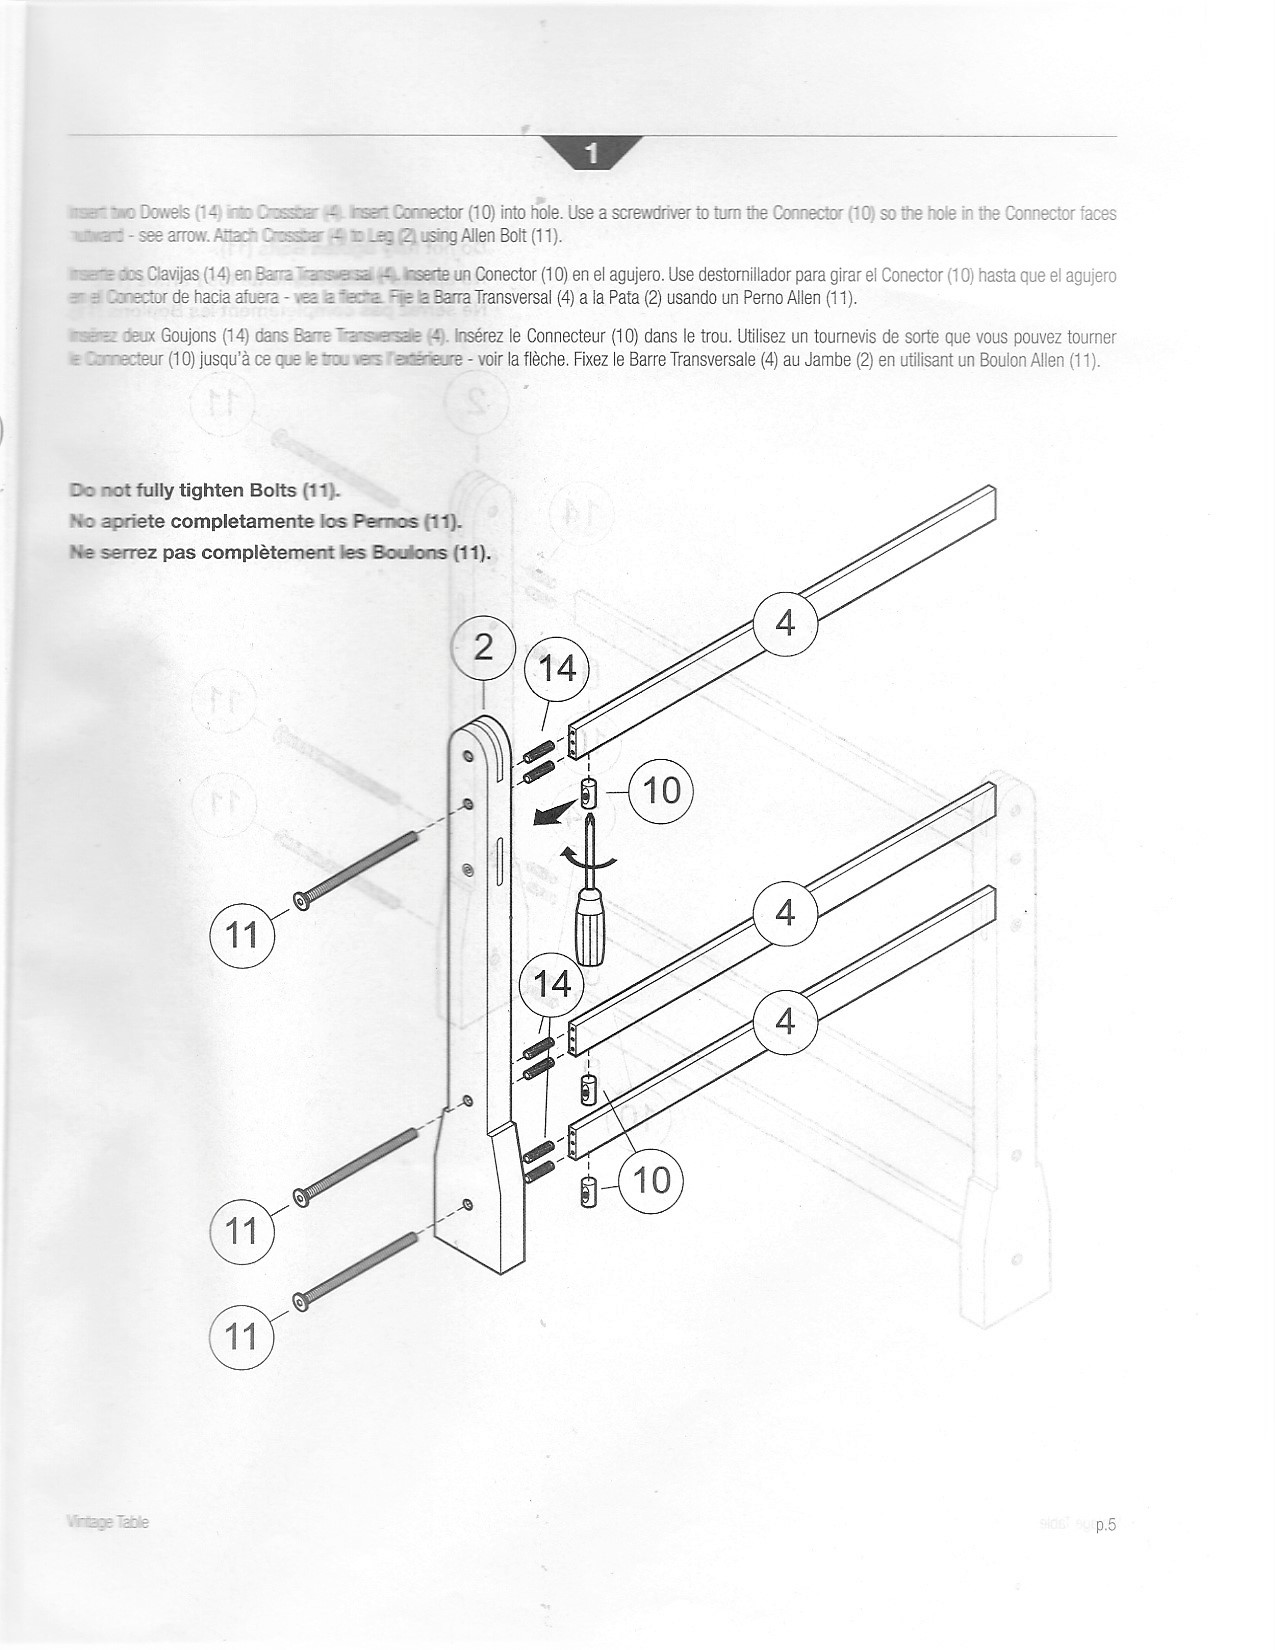 1
Insert two Dowels (14) into Crossbar (4). Insert Connector (10) into hole. Use a screwdriver to turn the Connector (10) so the hole in the Connector faces
outward - see arrow. Attach Crossbar (4) to Leg (2) using Allen Bolt (11).
Inserte dos Clavijas (14) en Barra Transversal (4). Inserte un Conector (10) en el agujero. Use destornillador para girar el Conector (10) hasta que el agujero
en el Conector de hacia afuera - vea la flecha. Fije la Barra Transversal (4) a la Pata (2) usando un Perno Allen (11).
Insérez deux Goujons (14) dans Barre Transversale (4). Insérez le Connecteur (10) dans le trou. Utilisez un tournevis de sorte que vous pouvez tourner
le Connecteur (10) jusqu'à ce que le trou vers l'extérieure - voir la flèche. Fixez le Barre Transversale (4) au Jambe (2) en utilisant un Boulon Allen (11).
Do not fully tighten Bolts (11).
No apriete completamente los Pernos (11).
Ne serrez pas complètement les Boulons (11).
4
2
14
10
11
4
14
4
10
11
11
Vintage Table
p.5